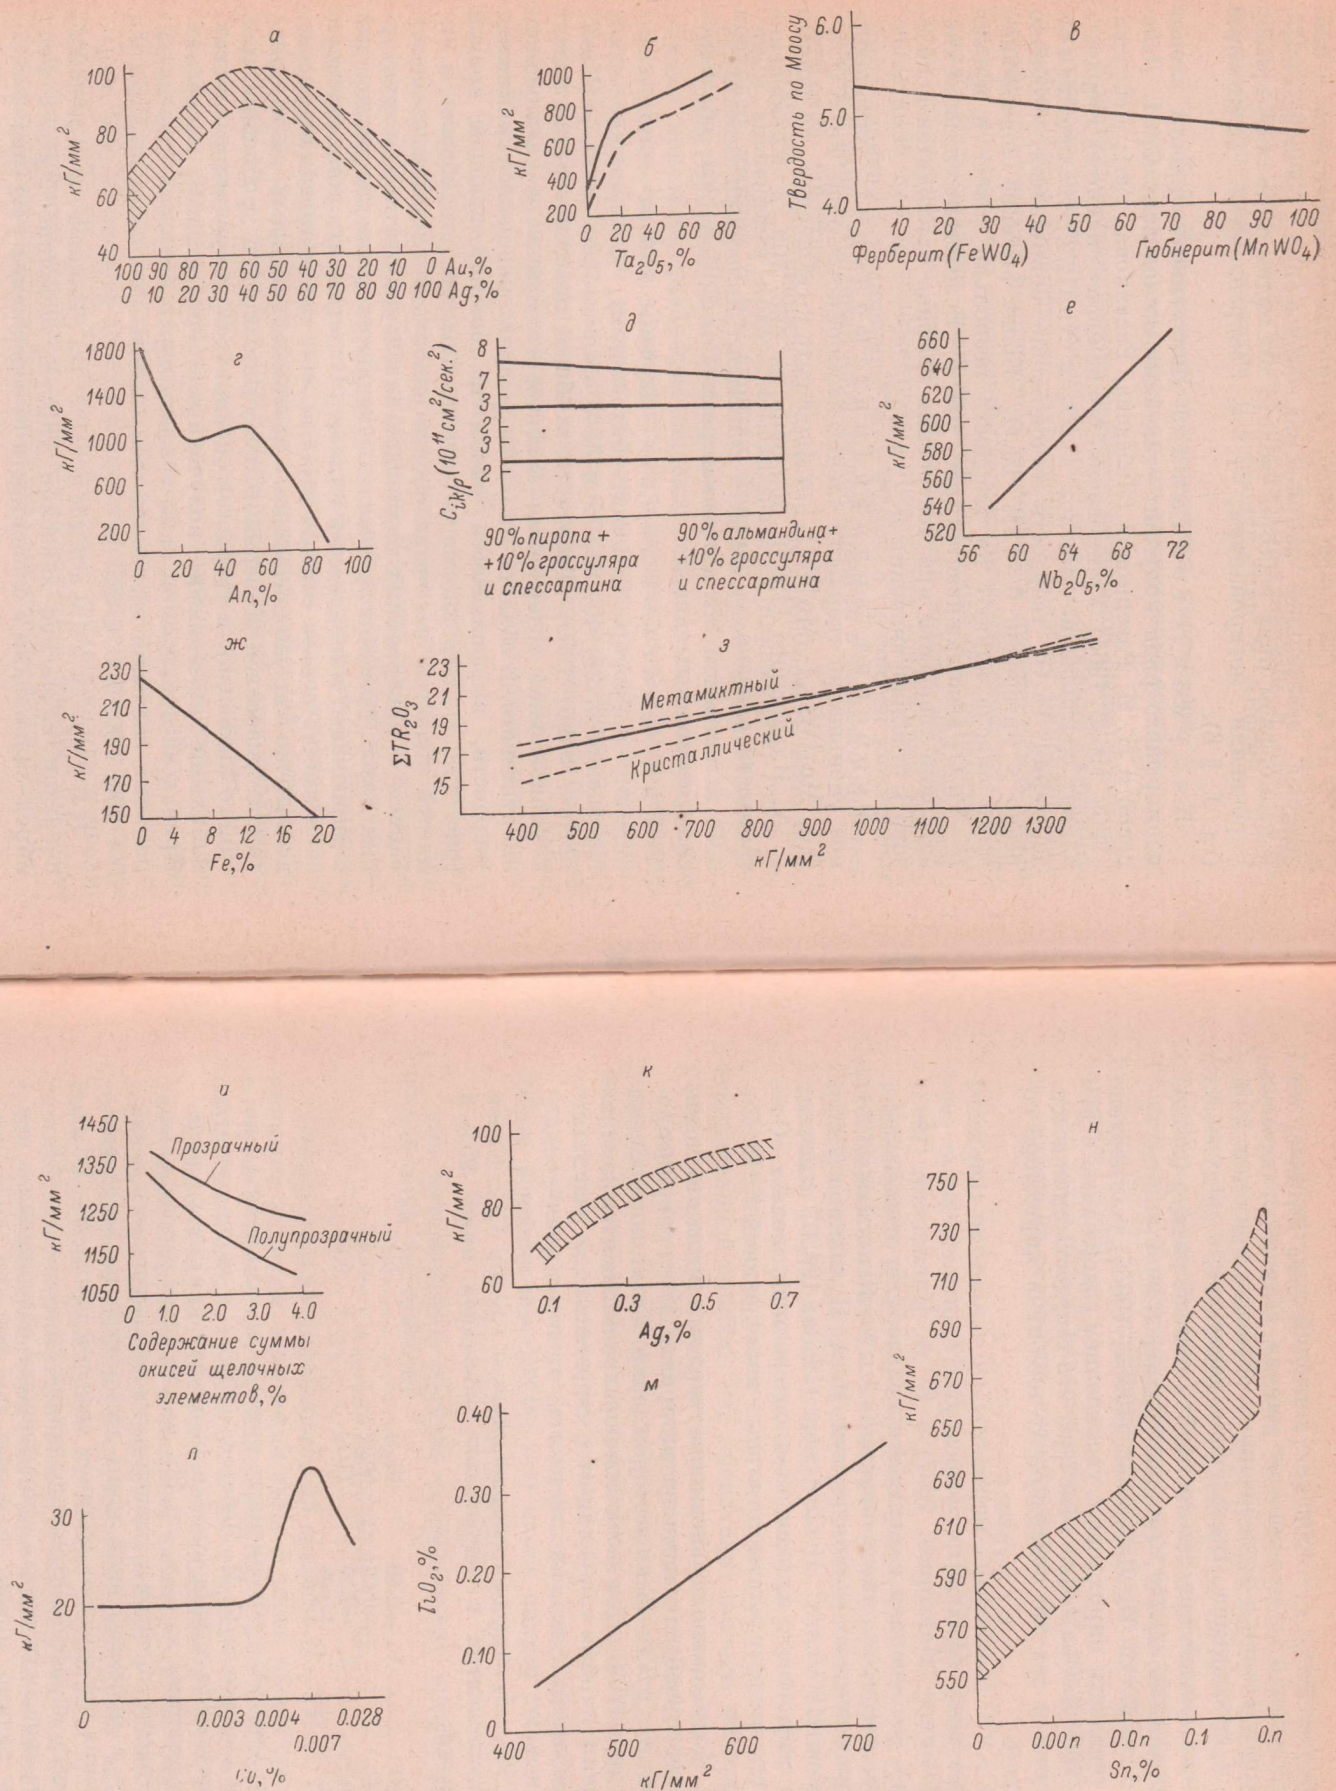 а
100
80
60
40
кГ/мм²
100 90 80 70 60 50 40 30 20 10 0 Au,%
0 10 20 30 40 50 60 70 80 90 100 Ag,%
б
1000
800
600
400
200
кГ/мм²
0 20 40 60 80
Ta₂O₅,%
в
6.0
5.0
4.0
Твердость по Моосу
0 10 20 30 40 50 60 70 80 90 100
Ферберит (FeWO₄) Гюбнерит (MnWO₄)
г
1800
1400
1000
600
200
кГ/мм²
0 20 40 60 80 100
An,%
д
8
7
3
2
3
2
C_ik/ρ (10¹¹ см²/сек.²)
90% пиропа +
+10% гроссуляра
и спессартина
90% альмандина+
+10% гроссуляра
и спессартина
е
660
640
620
600
580
560
540
520
кГ/мм²
56 60 64 68 72
Nb₂O₅,%
ж
230
210
190
170
150
кГ/мм²
0 4 8 12 16 20
Fe,%
з
23
21
19
17
15
ΣTR₂O₃
Метамиктный
Кристаллический
400 500 600 700 800 900 1000 1100 1200 1300
кГ/мм²
и
1450
1350
1250
1150
1050
кГ/мм²
Прозрачный
Полупрозрачный
0 1.0 2.0 3.0 4.0
Содержание суммы
окисей щелочных
элементов,%
к
100
80
60
кГ/мм²
0.1 0.3 0.5 0.7
Ag,%
н
750
730
710
690
670
650
630
610
590
570
550
кГ/мм²
0 0.00n 0.0n 0.1 0.n
Sn,%
л
30
20
кГ/мм²
0 0.003 0.004 0.028
0.007
м
0.40
0.30
0.20
0.10
0
TiO₂,%
400 500 600 700
кГ/мм²